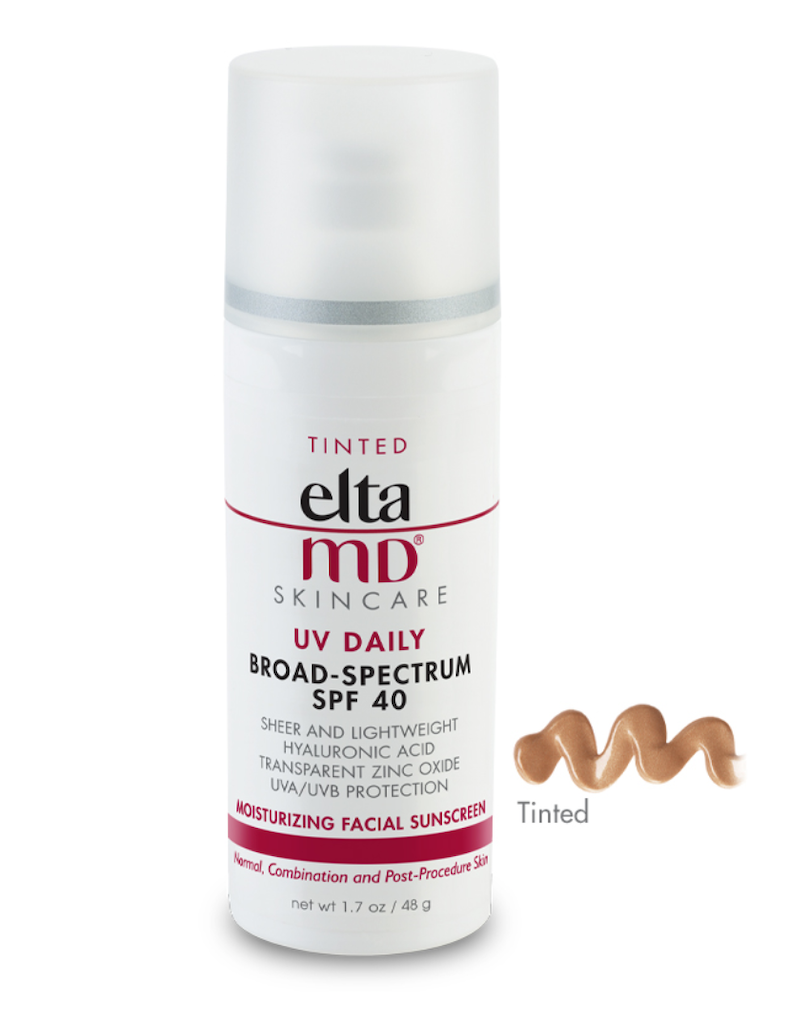 TINTED
elta
MD®
SKINCARE
UV DAILY
BROAD-SPECTRUM
SPF 40
SHEER AND LIGHTWEIGHT
HYALURONIC ACID
TRANSPARENT ZINC OXIDE
UVA/UVB PROTECTION
MOISTURIZING FACIAL SUNSCREEN
Normal, Combination and Post-Procedure Skin
net wt 1.7 oz / 48 g
Tinted